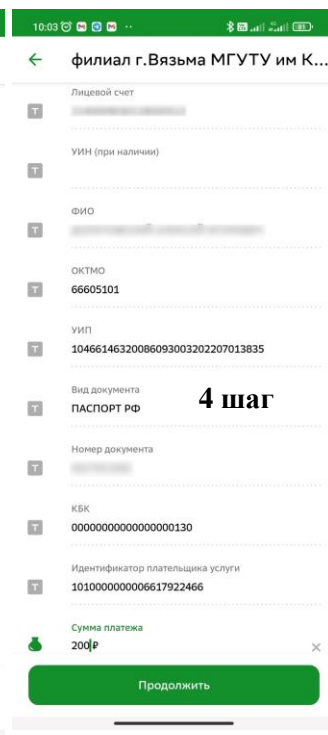 10:03
филиал г.Вязьма МГУТУ им К...
Лицевой счет
УИН (при наличии)
ФИО
ОКТМО
66605101
УИП
10466146320086093003202207013835
Вид документа
ПАСПОРТ РФ
4 шаг
Номер документа
КБК
00000000000000000130
Идентификатор плательщика услуги
1010000000006617922466
Сумма платежа
200 ₽
Продолжить